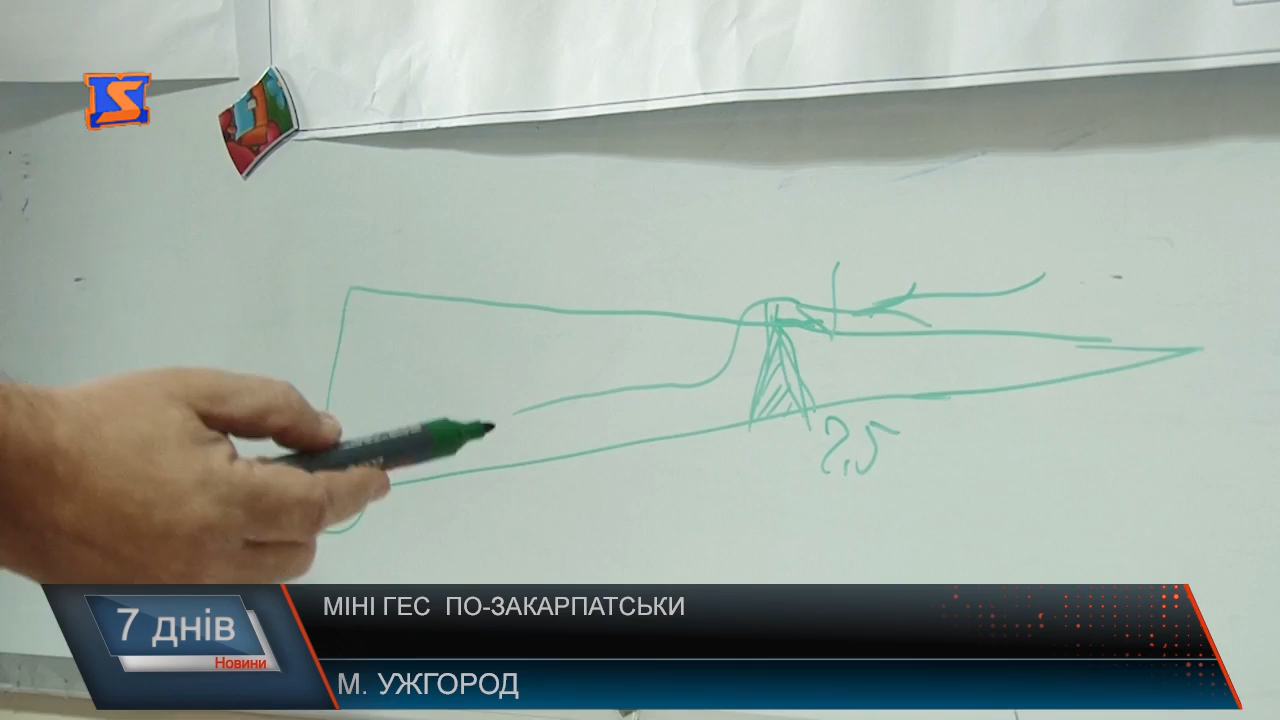 S
2,5
7 днів
Новини
МІНІ ГЕС ПО-ЗАКАРПАТСЬКИ
М. УЖГОРОД